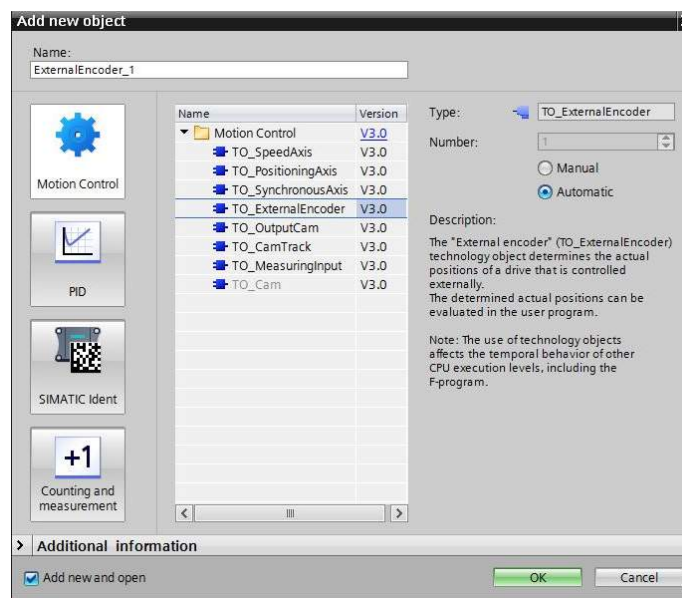 Add new object
Name:
ExternalEncoder_1
Motion Control
PID
SIMATIC Ident
+1
Counting and
measurement
Name Version
Motion Control V3.0
TO_SpeedAxis V3.0
TO_PositioningAxis V3.0
TO_SynchronousAxis V3.0
TO_ExternalEncoder V3.0
TO_OutputCam V3.0
TO_CamTrack V3.0
TO_MeasuringInput V3.0
TO_Cam V3.0
Type: TO_ExternalEncoder
Number: 1
Manual
Automatic
Description:
The "External encoder" (TO_ExternalEncoder)
technology object determines the actual
positions of a drive that is controlled
externally.
The determined actual positions can be
evaluated in the user program.
Note: The use of technology objects
affects the temporal behavior of other
CPU execution levels, including the
F-program.
Additional information
Add new and open
OK Cancel